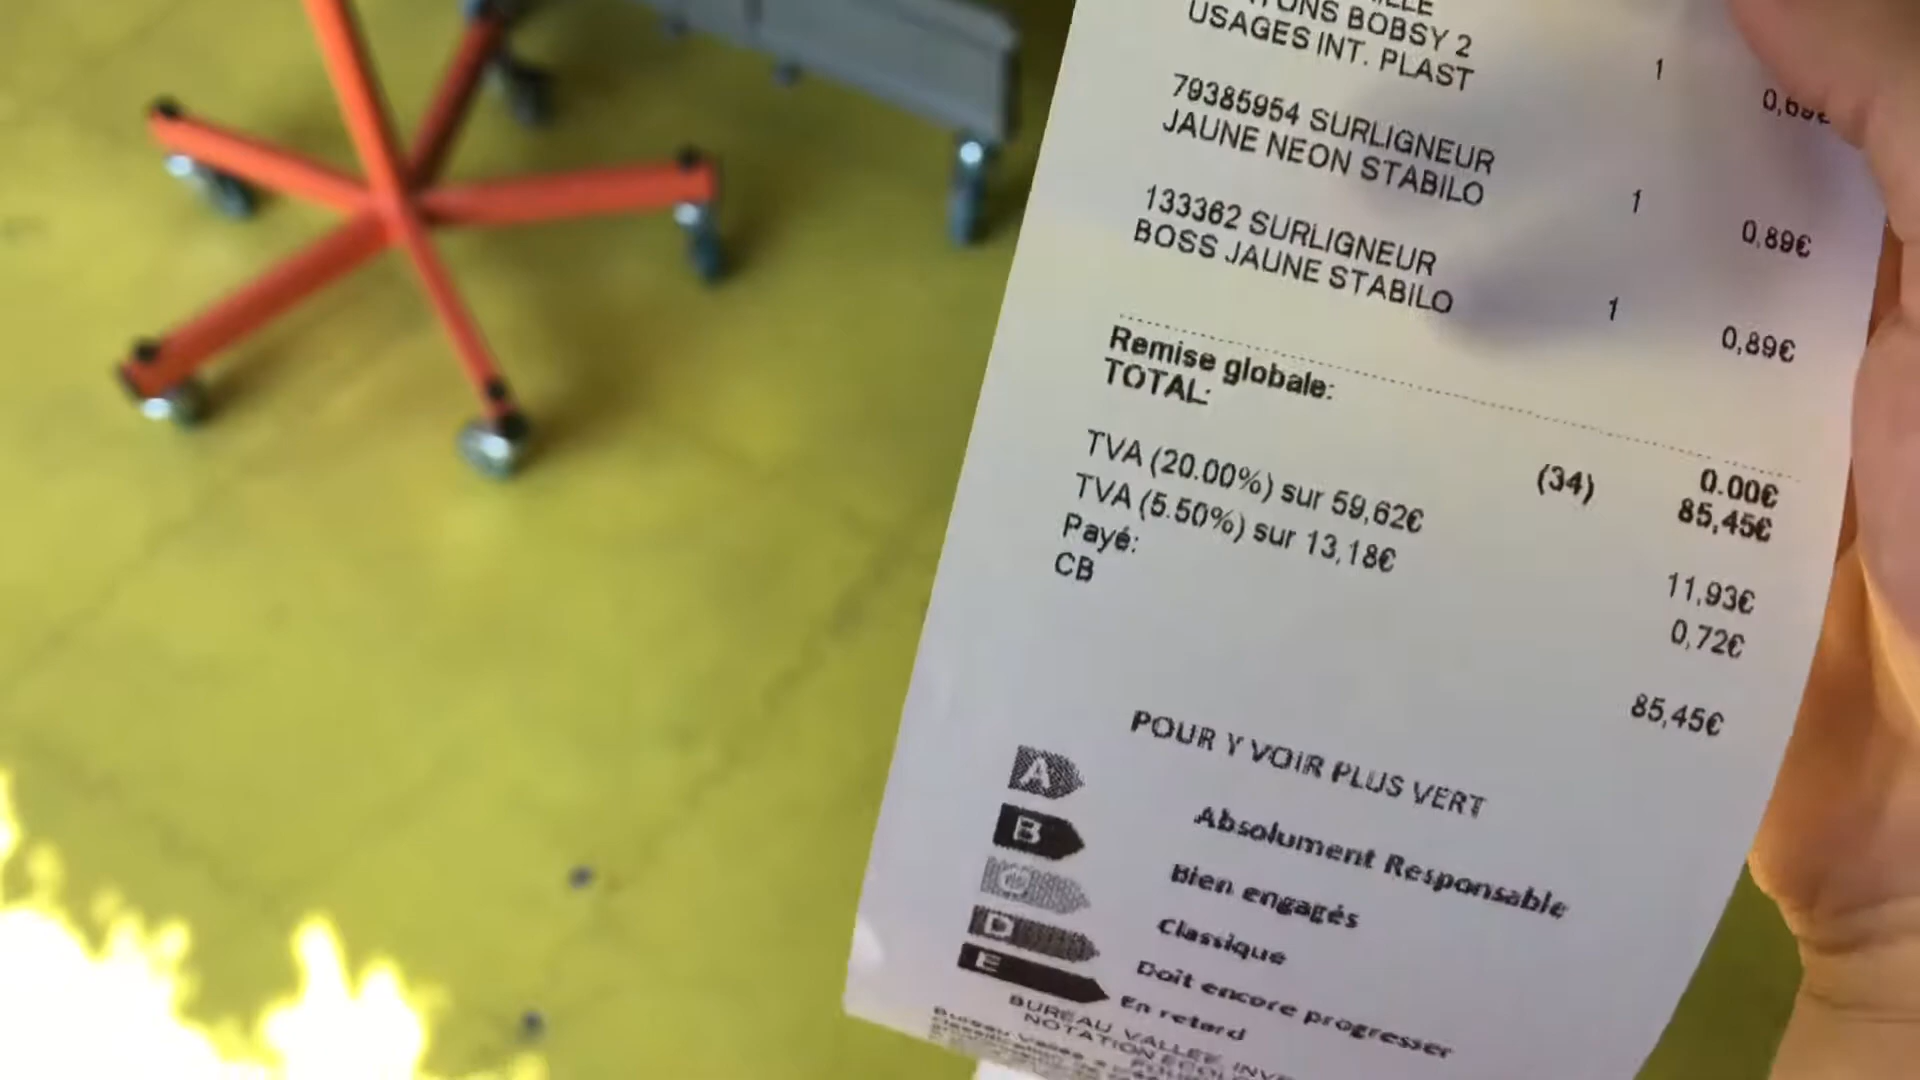 BOBSY 2
USAGES INT. PLAST
1
79385954 SURLIGNEUR
JAUNE NEON STABILO
1
0,89€
133362 SURLIGNEUR
BOSS JAUNE STABILO
1
0,89€
Remise globale:
0.00€
TOTAL:
(34)
85,45€
TVA (20.00%) sur 59,62€
11,93€
TVA (5.50%) sur 13,18€
0,72€
Payé:
CB
85,45€
POUR Y VOIR PLUS VERT
A
Absolument Responsable
B
Bien engagés
Classique
D
Doit encore progresser
E
En retard
BUREAU VALLEE